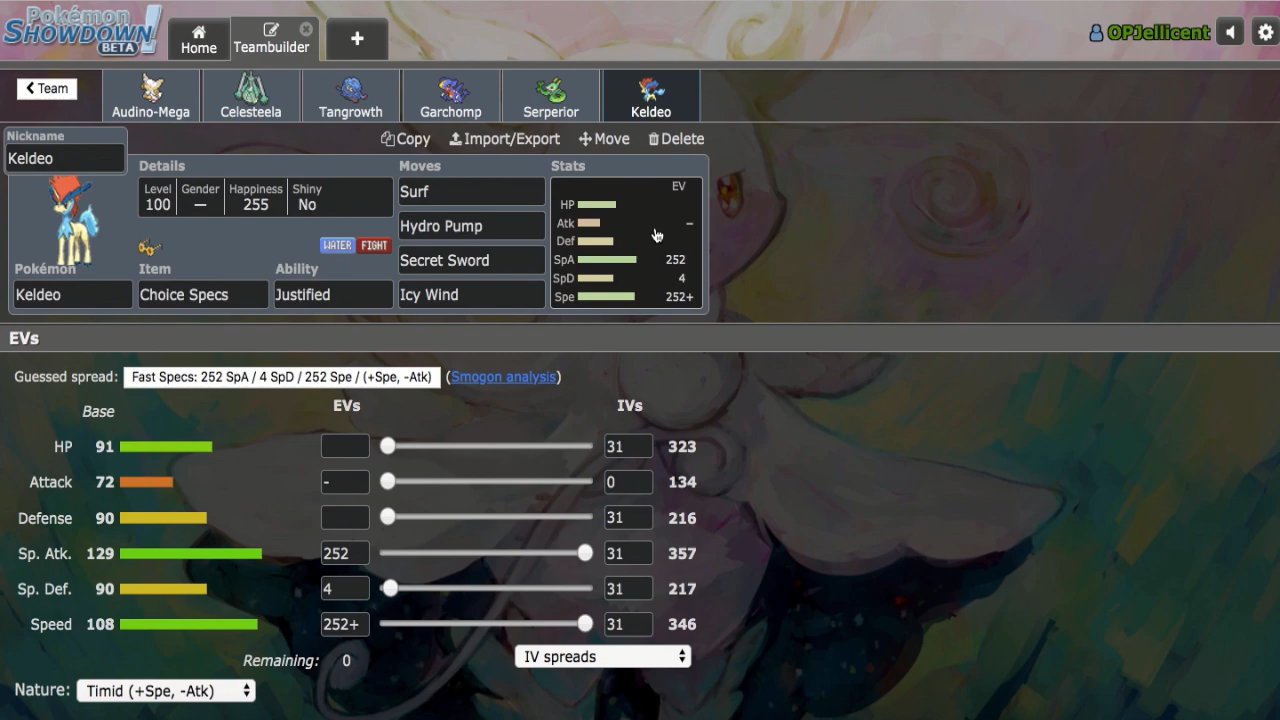 Pokémon
SHOWDOWN!
BETA
Home
Teambuilder
+
OPJellicent
Team
Audino-Mega
Celesteela
Tangrowth
Garchomp
Serperior
Keldeo
Nickname
Keldeo
Copy
Import/Export
Move
Delete
Details
Moves
Stats
Level
100
Gender
—
Happiness
255
Shiny
No
WATER
FIGHT
Pokémon
Keldeo
Item
Choice Specs
Ability
Justified
Surf
Hydro Pump
Secret Sword
Icy Wind
EV
HP
Atk –
Def
SpA 252
SpD 4
Spe 252+
EVs
Guessed spread: Fast Specs: 252 SpA / 4 SpD / 252 Spe / (+Spe, -Atk) (Smogon analysis)
Base EVs IVs
HP 91 31 323
Attack 72 - 0 134
Defense 90 31 216
Sp. Atk. 129 252 31 357
Sp. Def. 90 4 31 217
Speed 108 252+ 31 346
Remaining: 0
IV spreads
Nature: Timid (+Spe, -Atk)